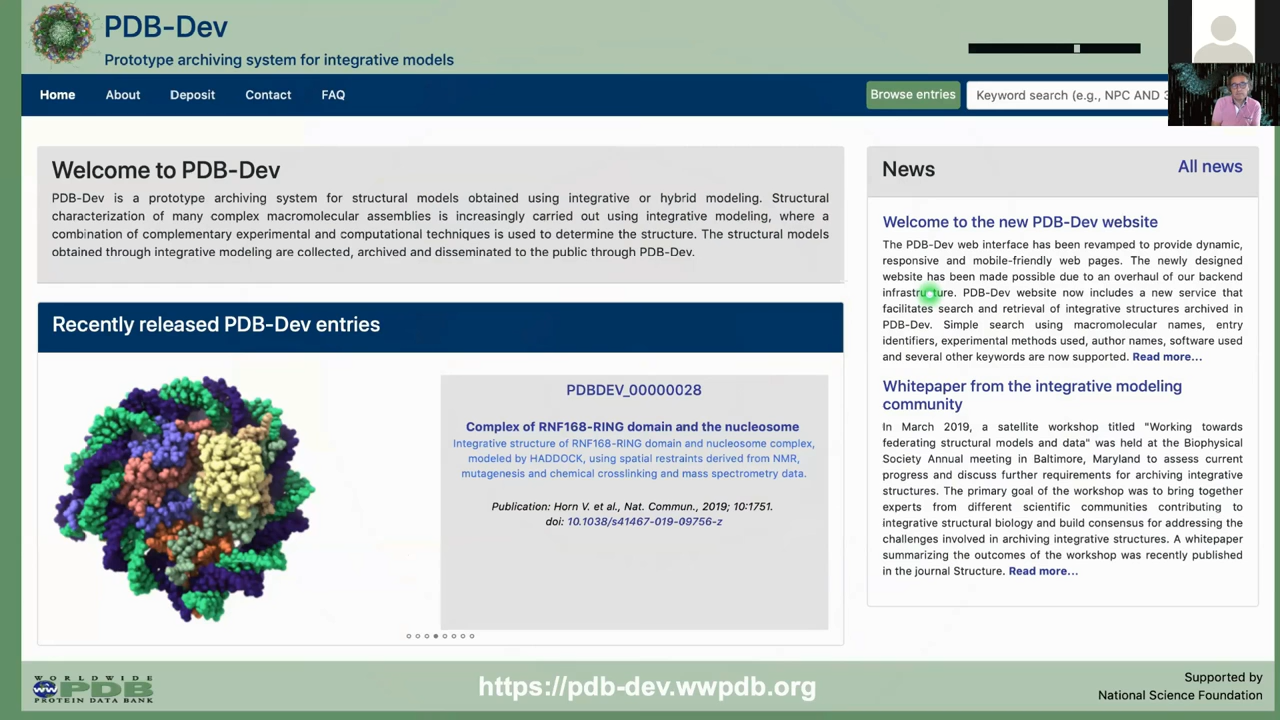 PDB-Dev
Prototype archiving system for integrative models
Home About Deposit Contact FAQ
Browse entries
Keyword search (e.g., NPC AND 3
Welcome to PDB-Dev
PDB-Dev is a prototype archiving system for structural models obtained using integrative or hybrid modeling. Structural
characterization of many complex macromolecular assemblies is increasingly carried out using integrative modeling, where a
combination of complementary experimental and computational techniques is used to determine the structure. The structural models
obtained through integrative modeling are collected, archived and disseminated to the public through PDB-Dev.
Recently released PDB-Dev entries
PDBDEV_00000028
Complex of RNF168-RING domain and the nucleosome
Integrative structure of RNF168-RING domain and nucleosome complex,
modeled by HADDOCK, using spatial restraints derived from NMR,
mutagenesis and chemical crosslinking and mass spectrometry data.
Publication: Horn V. et al., Nat. Commun., 2019; 10:1751.
doi: 10.1038/s41467-019-09756-z
News
All news
Welcome to the new PDB-Dev website
The PDB-Dev web interface has been revamped to provide dynamic,
responsive and mobile-friendly web pages. The newly designed
website has been made possible due to an overhaul of our backend
infrastructure. PDB-Dev website now includes a new service that
facilitates search and retrieval of integrative structures archived in
PDB-Dev. Simple search using macromolecular names, entry
identifiers, experimental methods used, author names, software used
and several other keywords are now supported. Read more...
Whitepaper from the integrative modeling
community
In March 2019, a satellite workshop titled "Working towards
federating structural models and data" was held at the Biophysical
Society Annual meeting in Baltimore, Maryland to assess current
progress and discuss further requirements for archiving integrative
structures. The primary goal of the workshop was to bring together
experts from different scientific communities contributing to
integrative structural biology and build consensus for addressing the
challenges involved in archiving integrative structures. A whitepaper
summarizing the outcomes of the workshop was recently published
in the journal Structure. Read more...
WORLDWIDE
ww PDB
PROTEIN DATA BANK
https://pdb-dev.wwpdb.org
Supported by
National Science Foundation